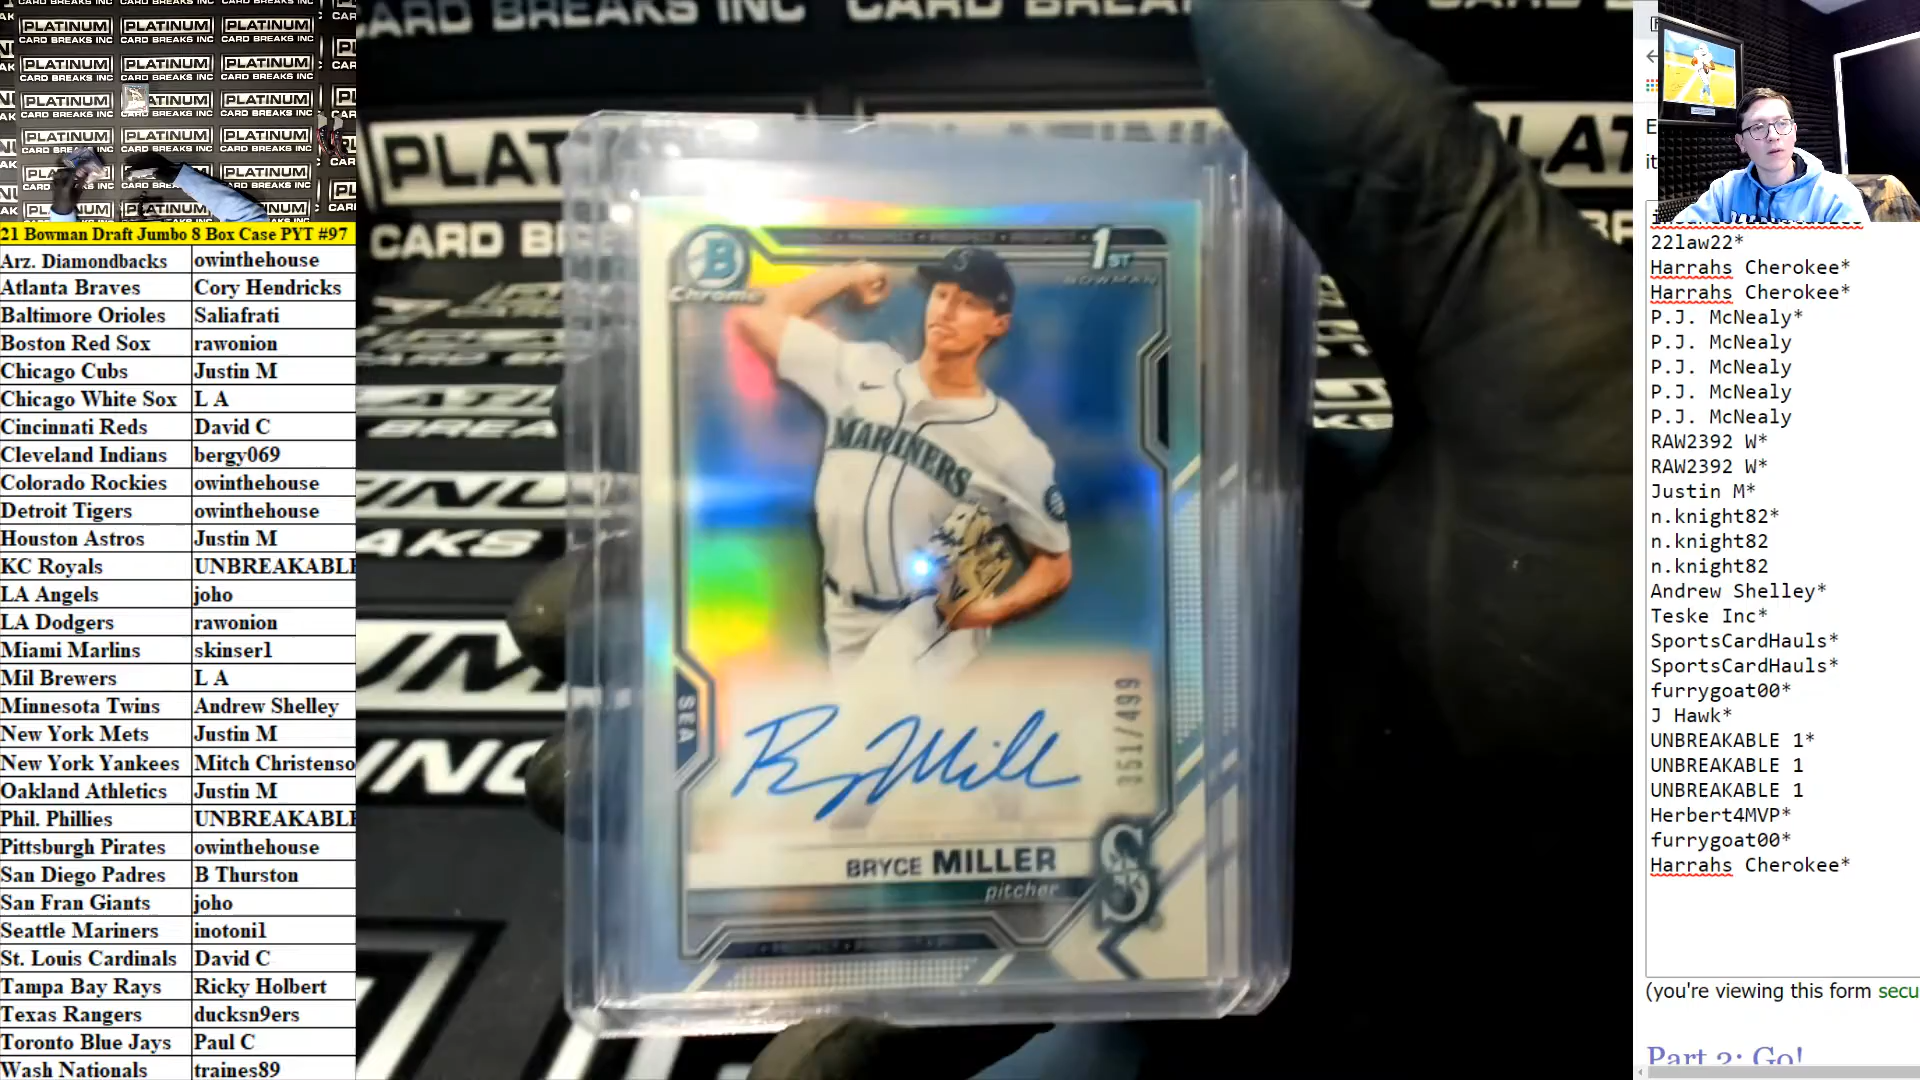 21 Bowman Draft Jumbo 8 Box Case PYT #97
Arz. Diamondbacks owinthehouse
Atlanta Braves Cory Hendricks
Baltimore Orioles Saliafrati
Boston Red Sox rawonion
Chicago Cubs Justin M
Chicago White Sox L A
Cincinnati Reds David C
Cleveland Indians bergy069
Colorado Rockies owinthehouse
Detroit Tigers owinthehouse
Houston Astros Justin M
KC Royals UNBREAKABLE
LA Angels joho
LA Dodgers rawonion
Miami Marlins skinser1
Mil Brewers L A
Minnesota Twins Andrew Shelley
New York Mets Justin M
New York Yankees Mitch Christenso
Oakland Athletics Justin M
Phil. Phillies UNBREAKABLE
Pittsburgh Pirates owinthehouse
San Diego Padres B Thurston
San Fran Giants joho
Seattle Mariners inotoni1
St. Louis Cardinals David C
Tampa Bay Rays Ricky Holbert
Texas Rangers ducksn9ers
Toronto Blue Jays Paul C
Wash Nationals traines89
PLATINUM
CARD BREAKS INC
B
Chrome
1ST
BOWMAN
MARINERS
SEA
351/499
BRYCE MILLER
pitcher
22law22*
Harrahs Cherokee*
Harrahs Cherokee*
P.J. McNealy*
P.J. McNealy
P.J. McNealy
P.J. McNealy
P.J. McNealy
RAW2392 W*
RAW2392 W*
Justin M*
n.knight82*
n.knight82
n.knight82
Andrew Shelley*
Teske Inc*
SportsCardHauls*
SportsCardHauls*
furrygoat00*
J Hawk*
UNBREAKABLE 1*
UNBREAKABLE 1
UNBREAKABLE 1
Herbert4MVP*
furrygoat00*
Harrahs Cherokee*
(you're viewing this form secu
Part 2: Go!